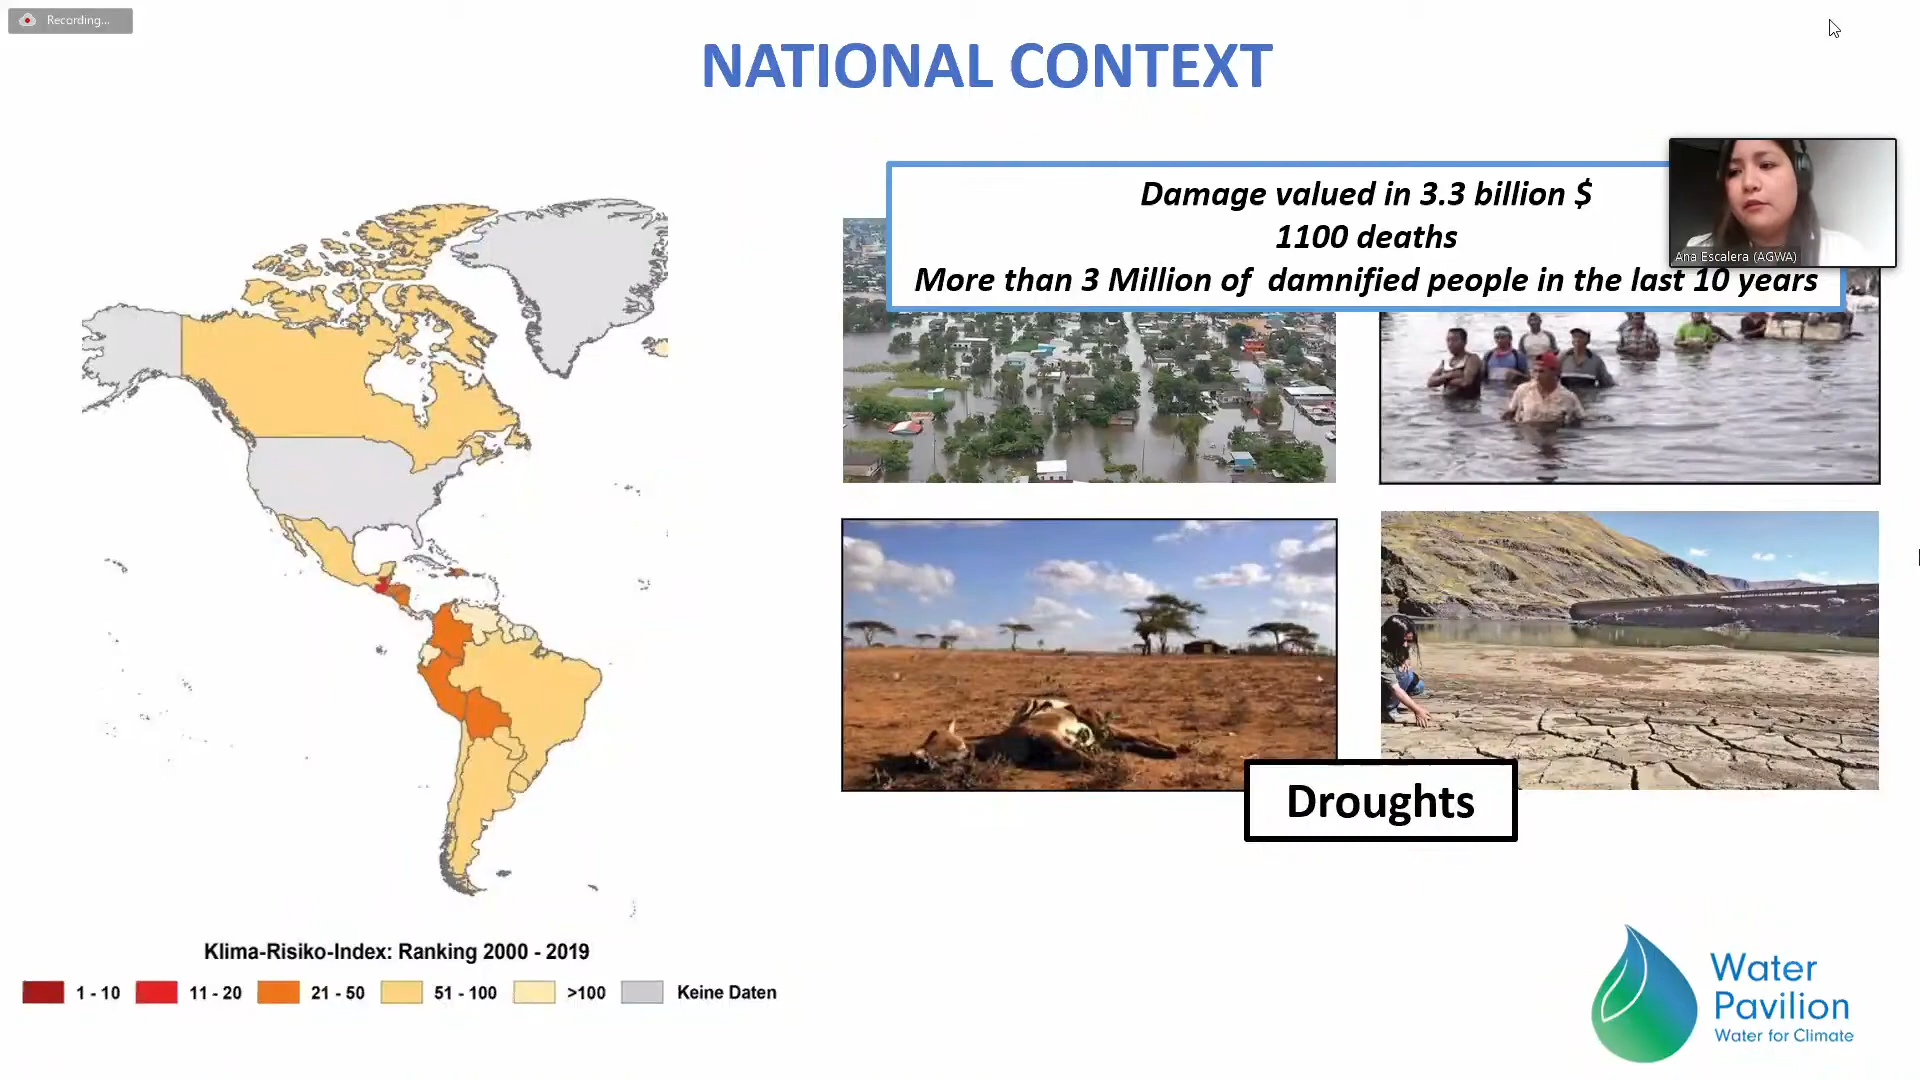 Recording...
NATIONAL CONTEXT
Damage valued in 3.3 billion $
1100 deaths
More than 3 Million of damnified people in the last 10 years
Ana Escalera (AGWA)
Droughts
Klima-Risiko-Index: Ranking 2000 - 2019
1 - 10 11 - 20 21 - 50 51 - 100 >100 Keine Daten
Water
Pavilion
Water for Climate